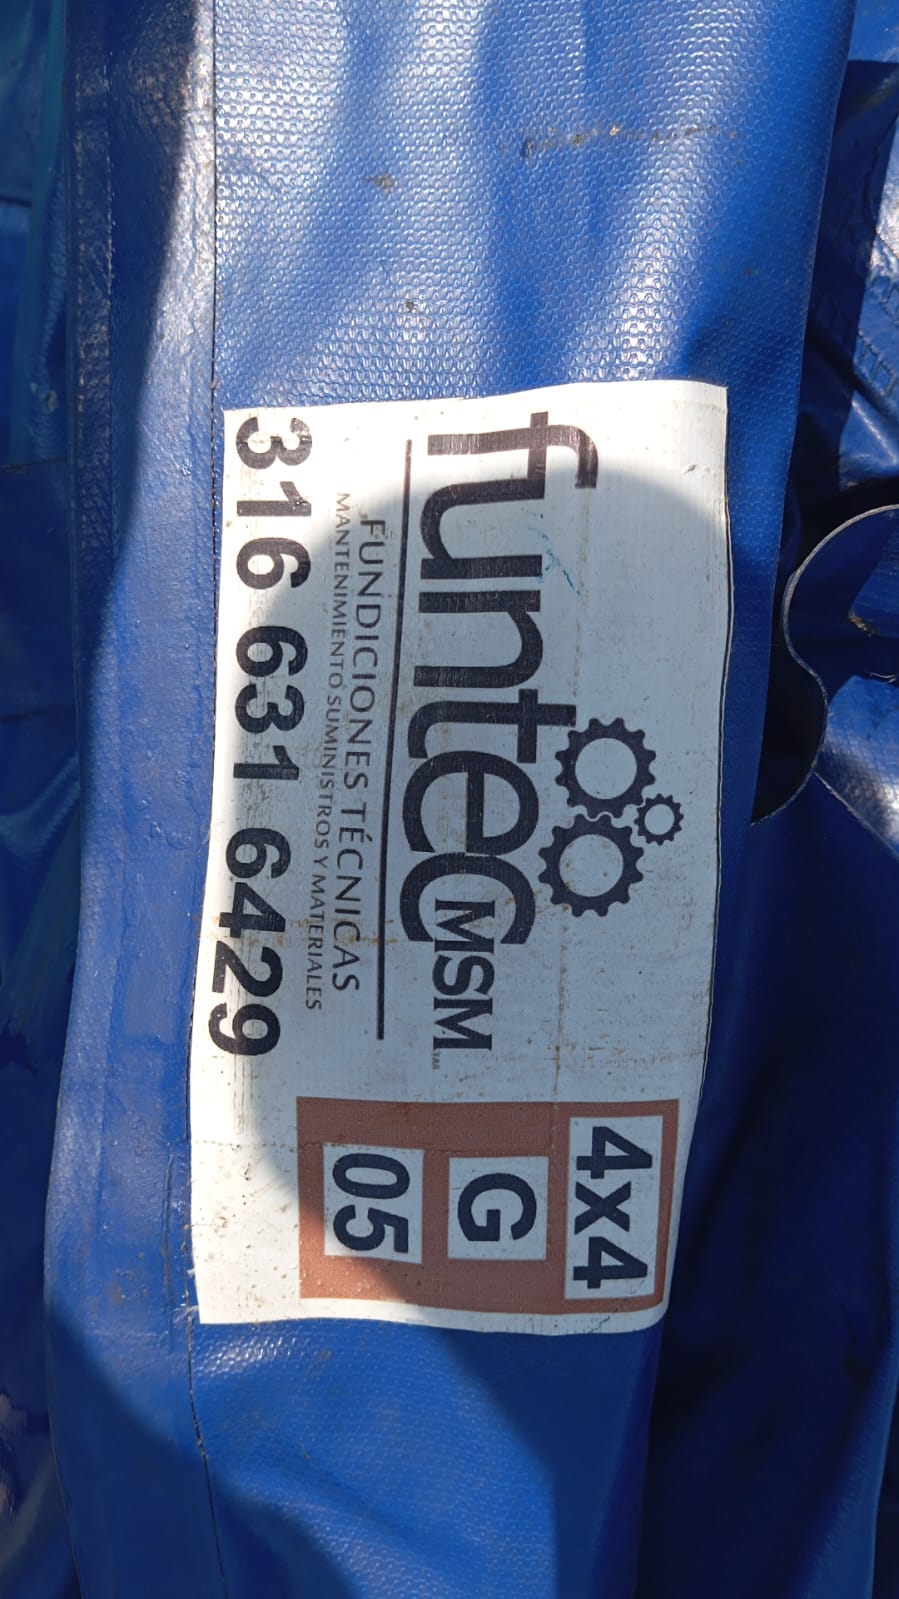 funtec MSM
FUNDICIONES TÉCNICAS
MANTENIMIENTO SUMINISTROS Y MATERIALES
316 631 6429
4x4
G
05